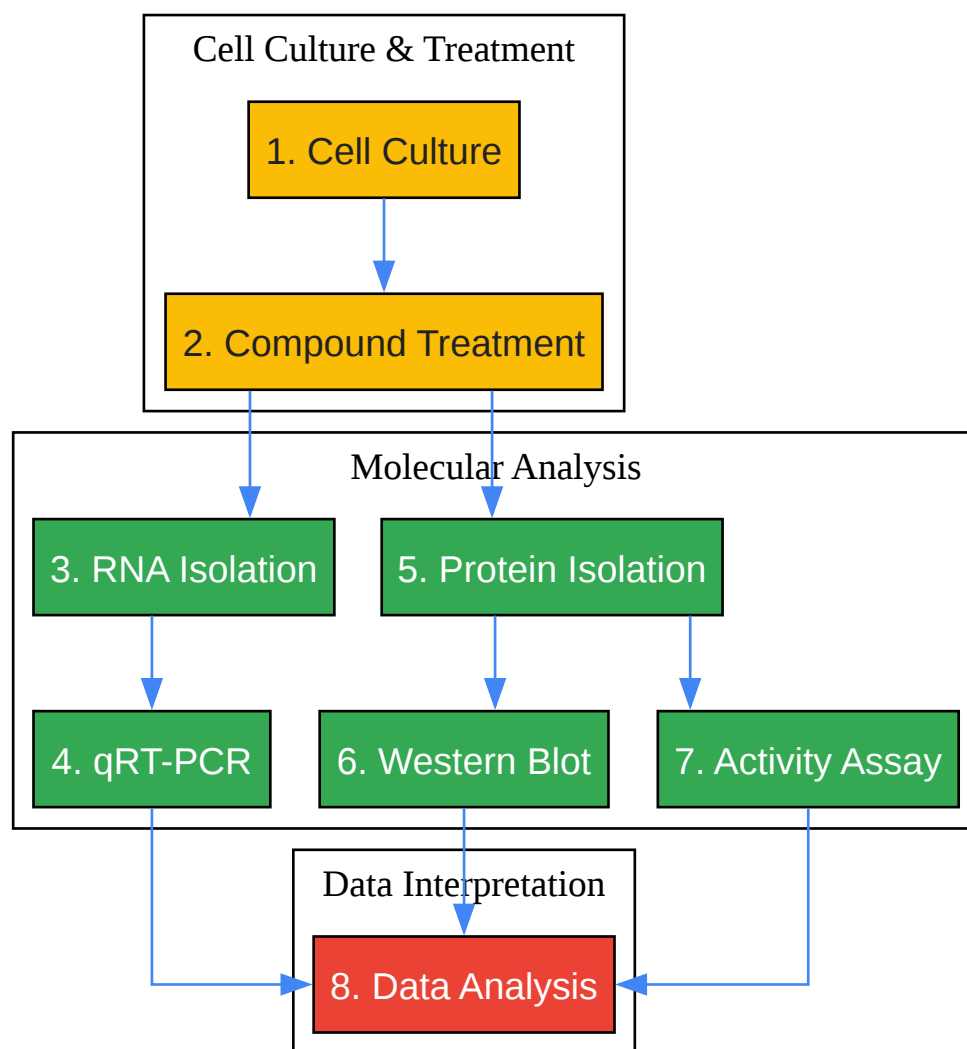 Cell Culture & Treatment
1. Cell Culture
2. Compound Treatment
Molecular Analysis
3. RNA Isolation
5. Protein Isolation
4. qRT-PCR
6. Western Blot
7. Activity Assay
Data Interpretation
8. Data Analysis